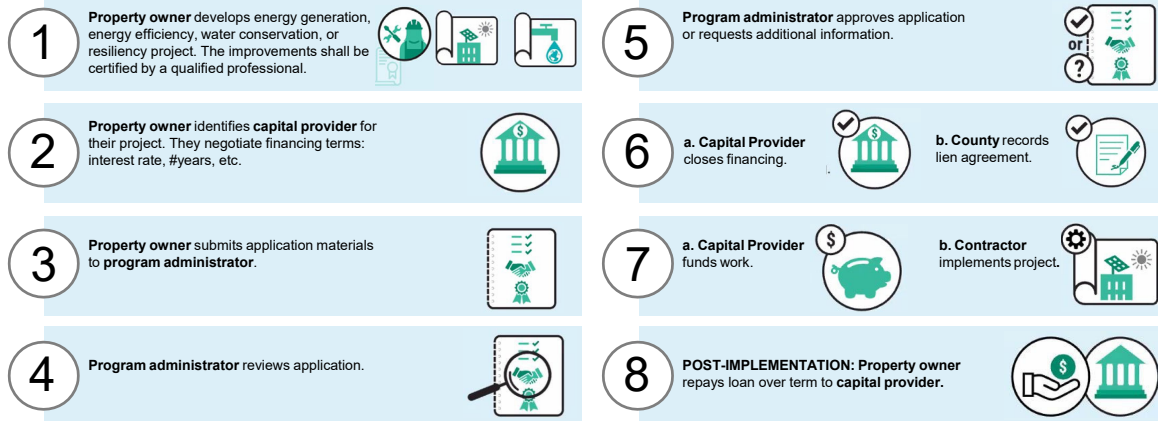 1
Property owner develops energy generation,
energy efficiency, water conservation, or
resiliency project. The improvements shall be
certified by a qualified professional.
2
Property owner identifies capital provider for
their project. They negotiate financing terms:
interest rate, #years, etc.
$
3
Property owner submits application materials
to program administrator.
4
Program administrator reviews application.
5
Program administrator approves application
or requests additional information.
or
?
6
a. Capital Provider
closes financing.
.
$
b. County records
lien agreement.
7
a. Capital Provider
funds work.
$
b. Contractor
implements project.
8
POST-IMPLEMENTATION: Property owner
repays loan over term to capital provider.
$